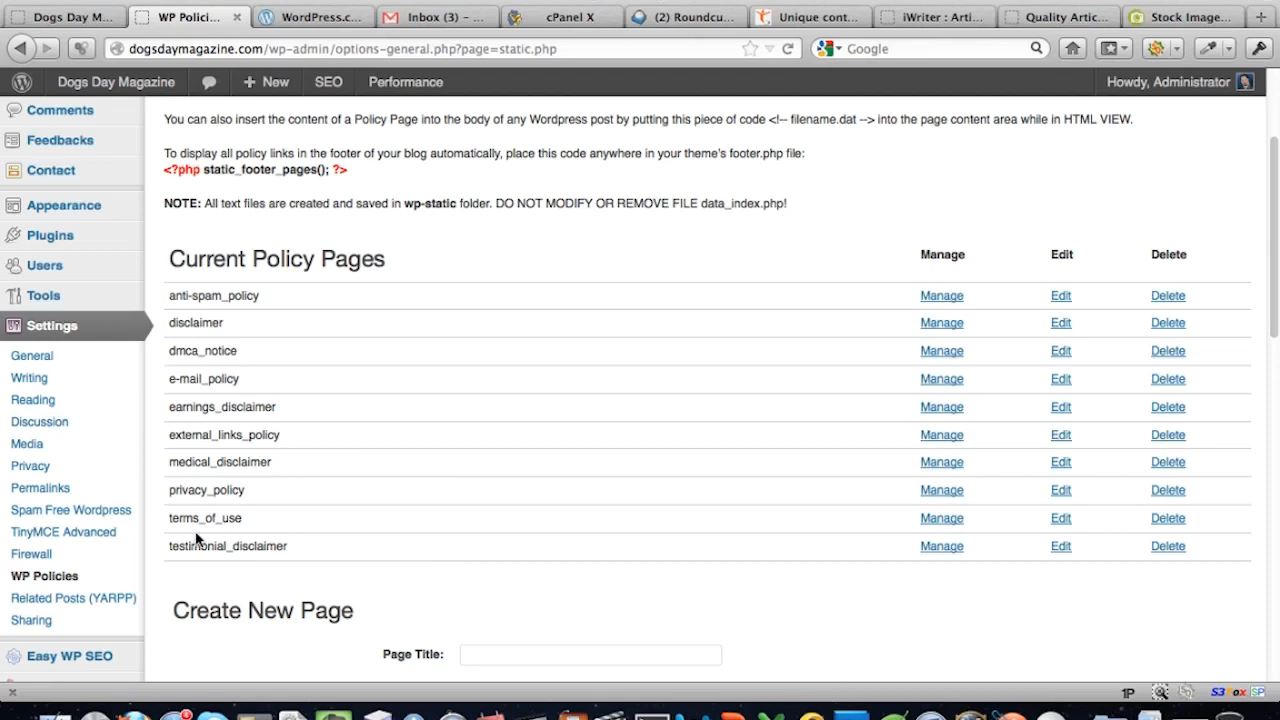 Dogs Day M...
WP Polici...
WordPress.c...
Inbox (3) – ...
cPanel X
(2) Roundcu...
Unique cont...
iWriter : Arti...
Quality Artic...
Stock Image...
dogsdaymagazine.com/wp-admin/options-general.php?page=static.php
Google
Dogs Day Magazine
+ New
SEO
Performance
Howdy, Administrator
Comments
Feedbacks
Contact
Appearance
Plugins
Users
Tools
Settings
General
Writing
Reading
Discussion
Media
Privacy
Permalinks
Spam Free Wordpress
TinyMCE Advanced
Firewall
WP Policies
Related Posts (YARPP)
Sharing
Easy WP SEO
You can also insert the content of a Policy Page into the body of any Wordpress post by putting this piece of code <!-- filename.dat --> into the page content area while in HTML VIEW.
To display all policy links in the footer of your blog automatically, place this code anywhere in your theme's footer.php file:
<?php static_footer_pages(); ?>
NOTE: All text files are created and saved in wp-static folder. DO NOT MODIFY OR REMOVE FILE data_index.php!
Current Policy Pages Manage Edit Delete
anti-spam_policy Manage Edit Delete
disclaimer Manage Edit Delete
dmca_notice Manage Edit Delete
e-mail_policy Manage Edit Delete
earnings_disclaimer Manage Edit Delete
external_links_policy Manage Edit Delete
medical_disclaimer Manage Edit Delete
privacy_policy Manage Edit Delete
terms_of_use Manage Edit Delete
testimonial_disclaimer Manage Edit Delete
Create New Page
Page Title:
1P
S3Fox
SP